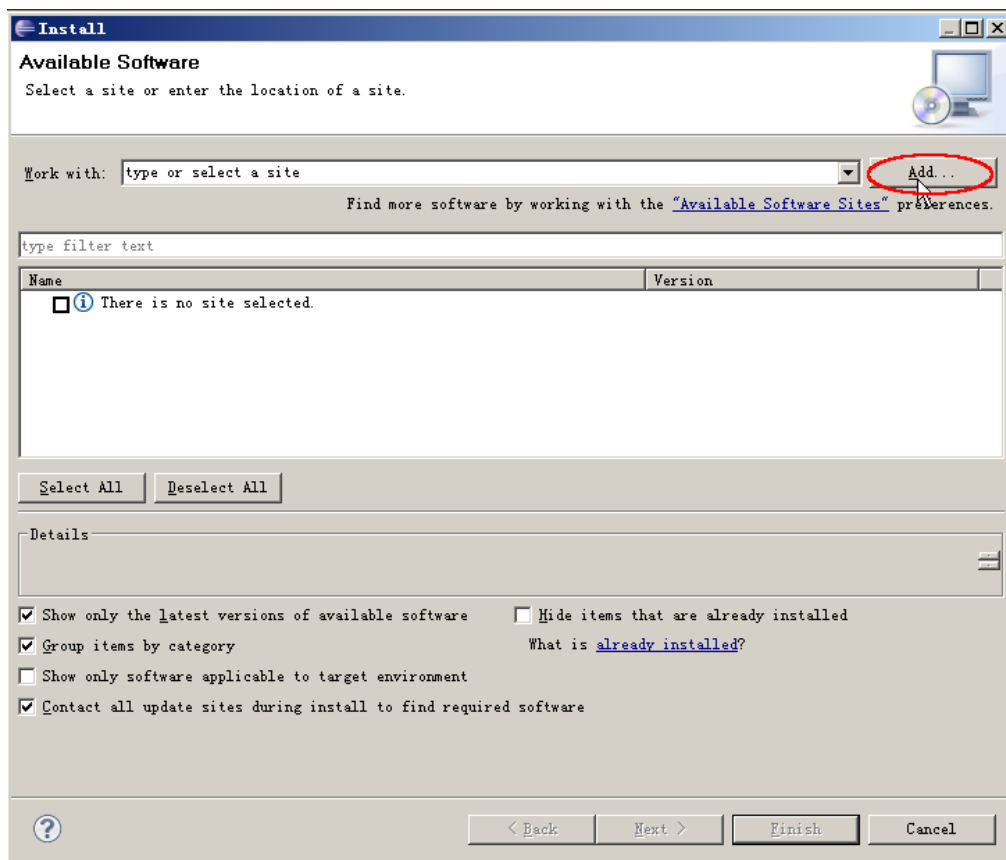 Install
Available Software
Select a site or enter the location of a site.
Work with: type or select a site Add...
Find more software by working with the "Available Software Sites" preferences.
type filter text
Name Version
There is no site selected.
Select All Deselect All
Details
Show only the latest versions of available software Hide items that are already installed
Group items by category What is already installed?
Show only software applicable to target environment
Contact all update sites during install to find required software
? < Back Next > Finish Cancel